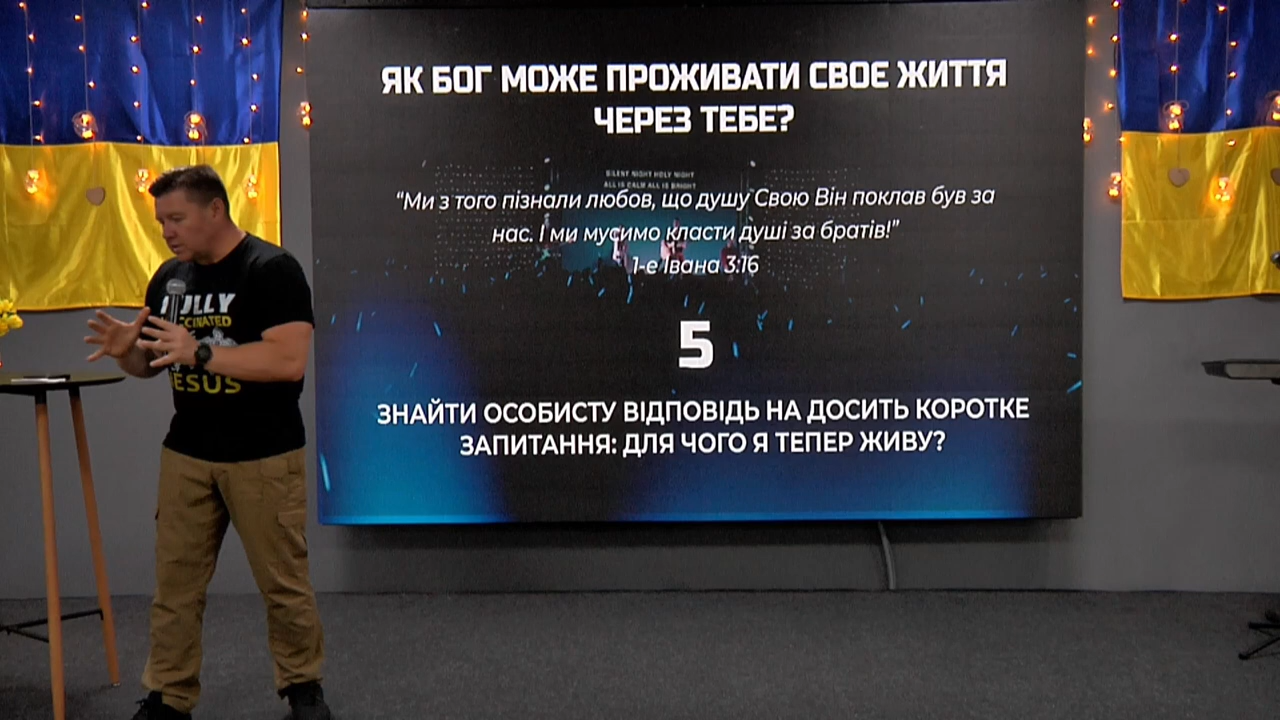 ЯК БОГ МОЖЕ ПРОЖИВАТИ СВОЄ ЖИТТЯ
ЧЕРЕЗ ТЕБЕ?
SILENT NIGHT HOLY NIGHT
ALL IS CALM ALL IS BRIGHT
“Ми з того пізнали любов, що душу Свою Він поклав був за
нас. І ми мусимо класти душі за братів!”
1-е Івана 3:16
5
ЗНАЙТИ ОСОБИСТУ ВІДПОВІДЬ НА ДОСИТЬ КОРОТКЕ
ЗАПИТАННЯ: ДЛЯ ЧОГО Я ТЕПЕР ЖИВУ?